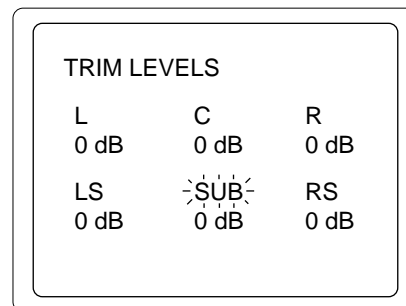 TRIM LEVELS
L C R
0 dB 0 dB 0 dB
LS SUB RS
0 dB 0 dB 0 dB